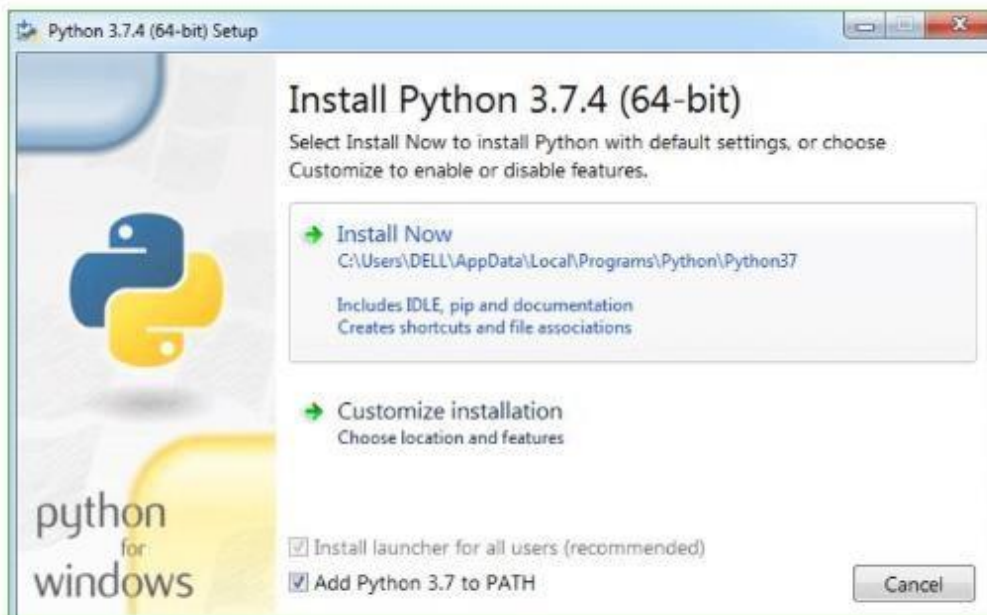 Python 3.7.4 (64-bit) Setup
Install Python 3.7.4 (64-bit)
Select Install Now to install Python with default settings, or choose
Customize to enable or disable features.
Install Now
C:\Users\DELL\AppData\Local\Programs\Python\Python37
Includes IDLE, pip and documentation
Creates shortcuts and file associations
Customize installation
Choose location and features
python
for
windows
Install launcher for all users (recommended)
Add Python 3.7 to PATH
Cancel